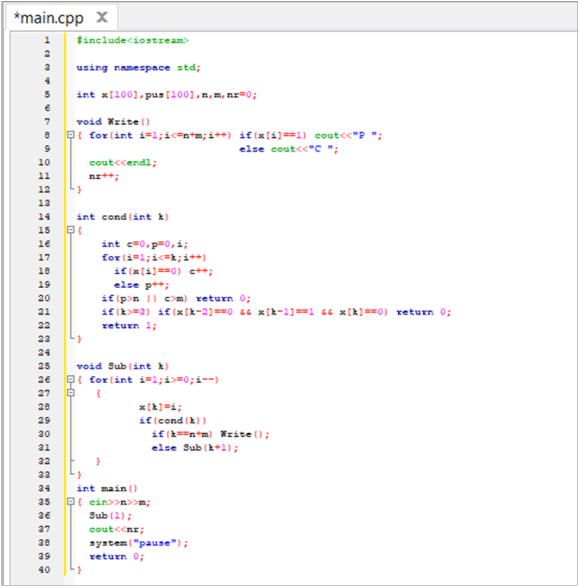 *main.cpp X
1 #include<iostream>
2
3 using namespace std;
4
5 int x[100],pus[100],n,m,nr=0;
6
7 void Write()
8 { for(int i=1;i<=n+m;i++) if(x[i]==1) cout<<"P ";
9 else cout<<"C ";
10 cout<<endl;
11 nr++;
12 }
13
14 int cond(int k)
15 {
16 int c=0,p=0,i;
17 for(i=1;i<=k;i++)
18 if(x[i]==0) c++;
19 else p++;
20 if(p>n || c>m) return 0;
21 if(k>=3) if(x[k-2]==0 && x[k-1]==1 && x[k]==0) return 0;
22 return 1;
23 }
24
25 void Sub(int k)
26 { for(int i=1;i>=0;i--)
27 {
28 x[k]=i;
29 if(cond(k))
30 if(k==n+m) Write();
31 else Sub(k+1);
32 }
33 }
34 int main()
35 { cin>>n>>m;
36 Sub(1);
37 cout<<nr;
38 system("pause");
39 return 0;
40 }